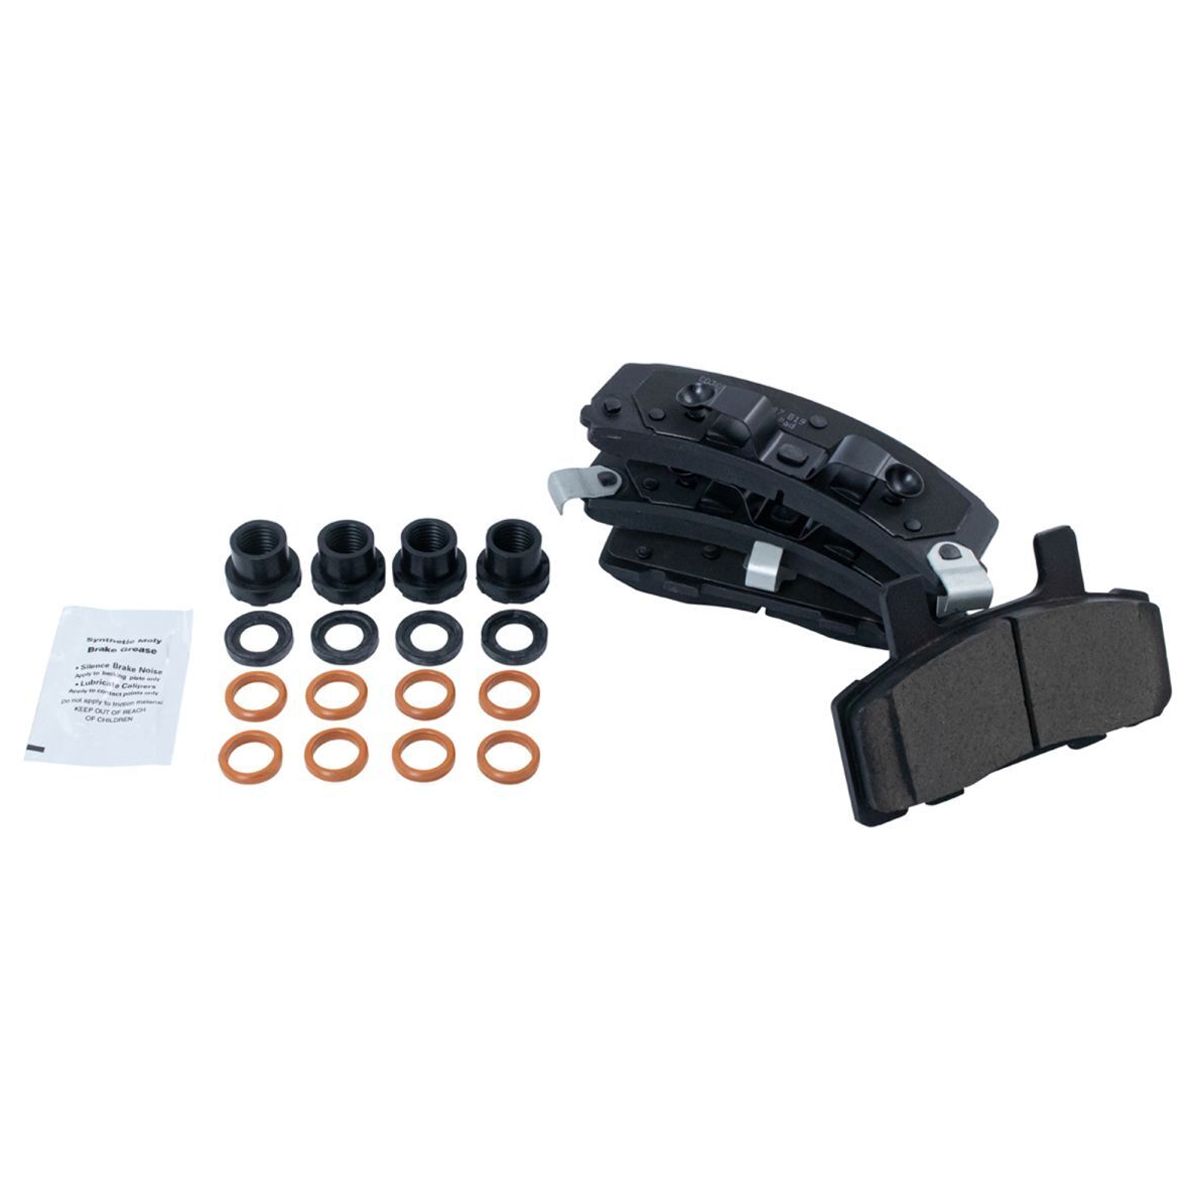 Synthetic Moly
Brake Grease
• Silence Brake Noise
Apply to backing plate only
• Lubricate Calipers
Apply to contact points only
Do not apply to friction material
KEEP OUT OF REACH
OF CHILDREN